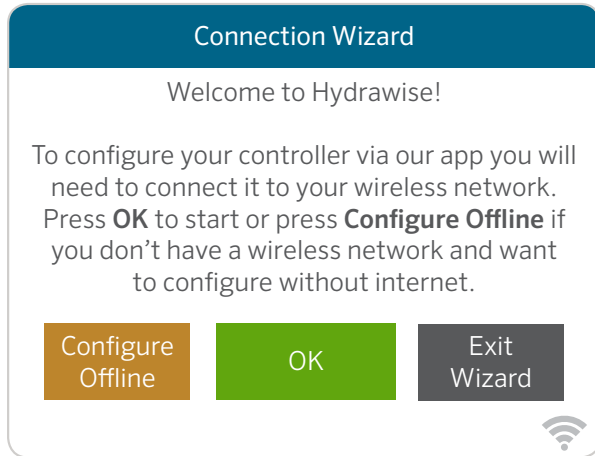 Connection Wizard
Welcome to Hydrawise!
To configure your controller via our app you will
need to connect it to your wireless network.
Press OK to start or press Configure Offline if
you don’t have a wireless network and want
to configure without internet.
Configure
Offline
OK
Exit
Wizard